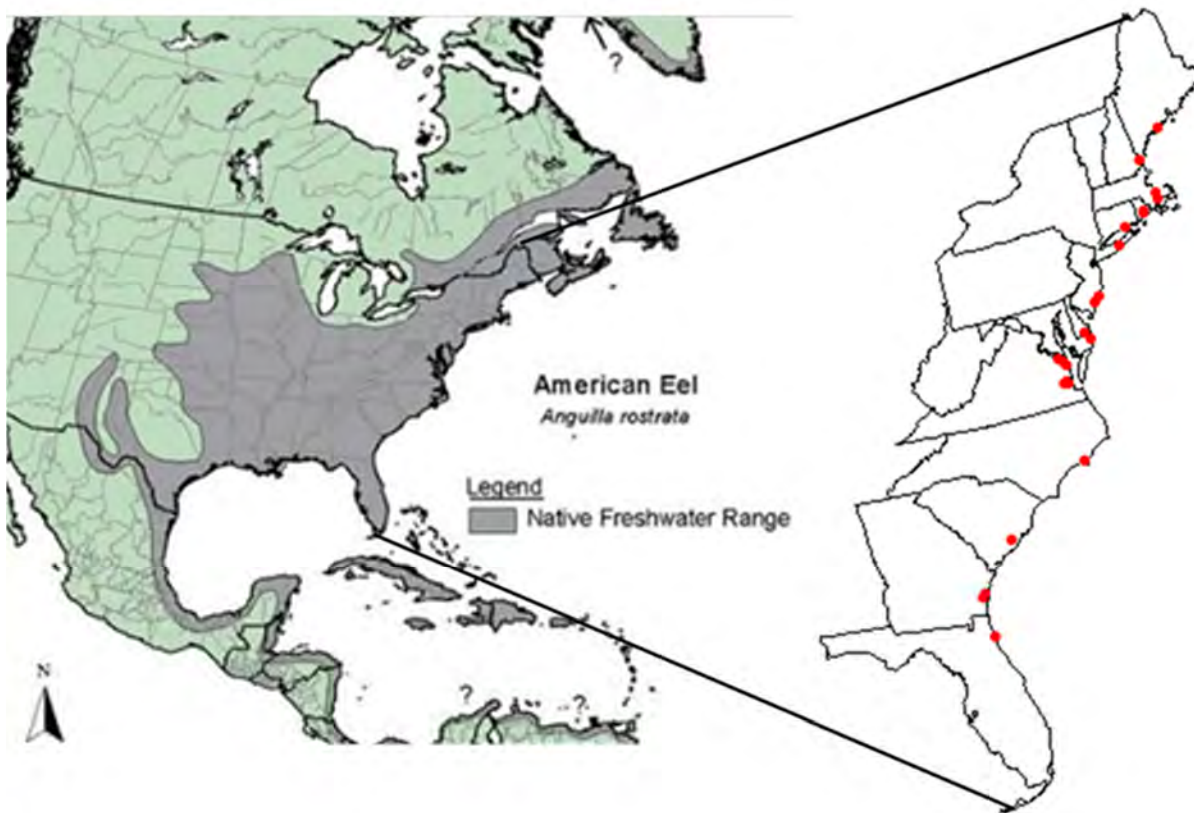 ?
American Eel
Anguilla rostrata
Legend
Native Freshwater Range
? ?
N